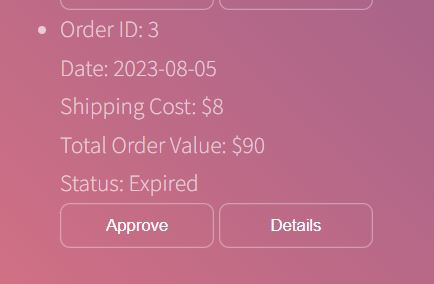 Order ID: 3
Date: 2023-08-05
Shipping Cost: $8
Total Order Value: $90
Status: Expired
Approve Details